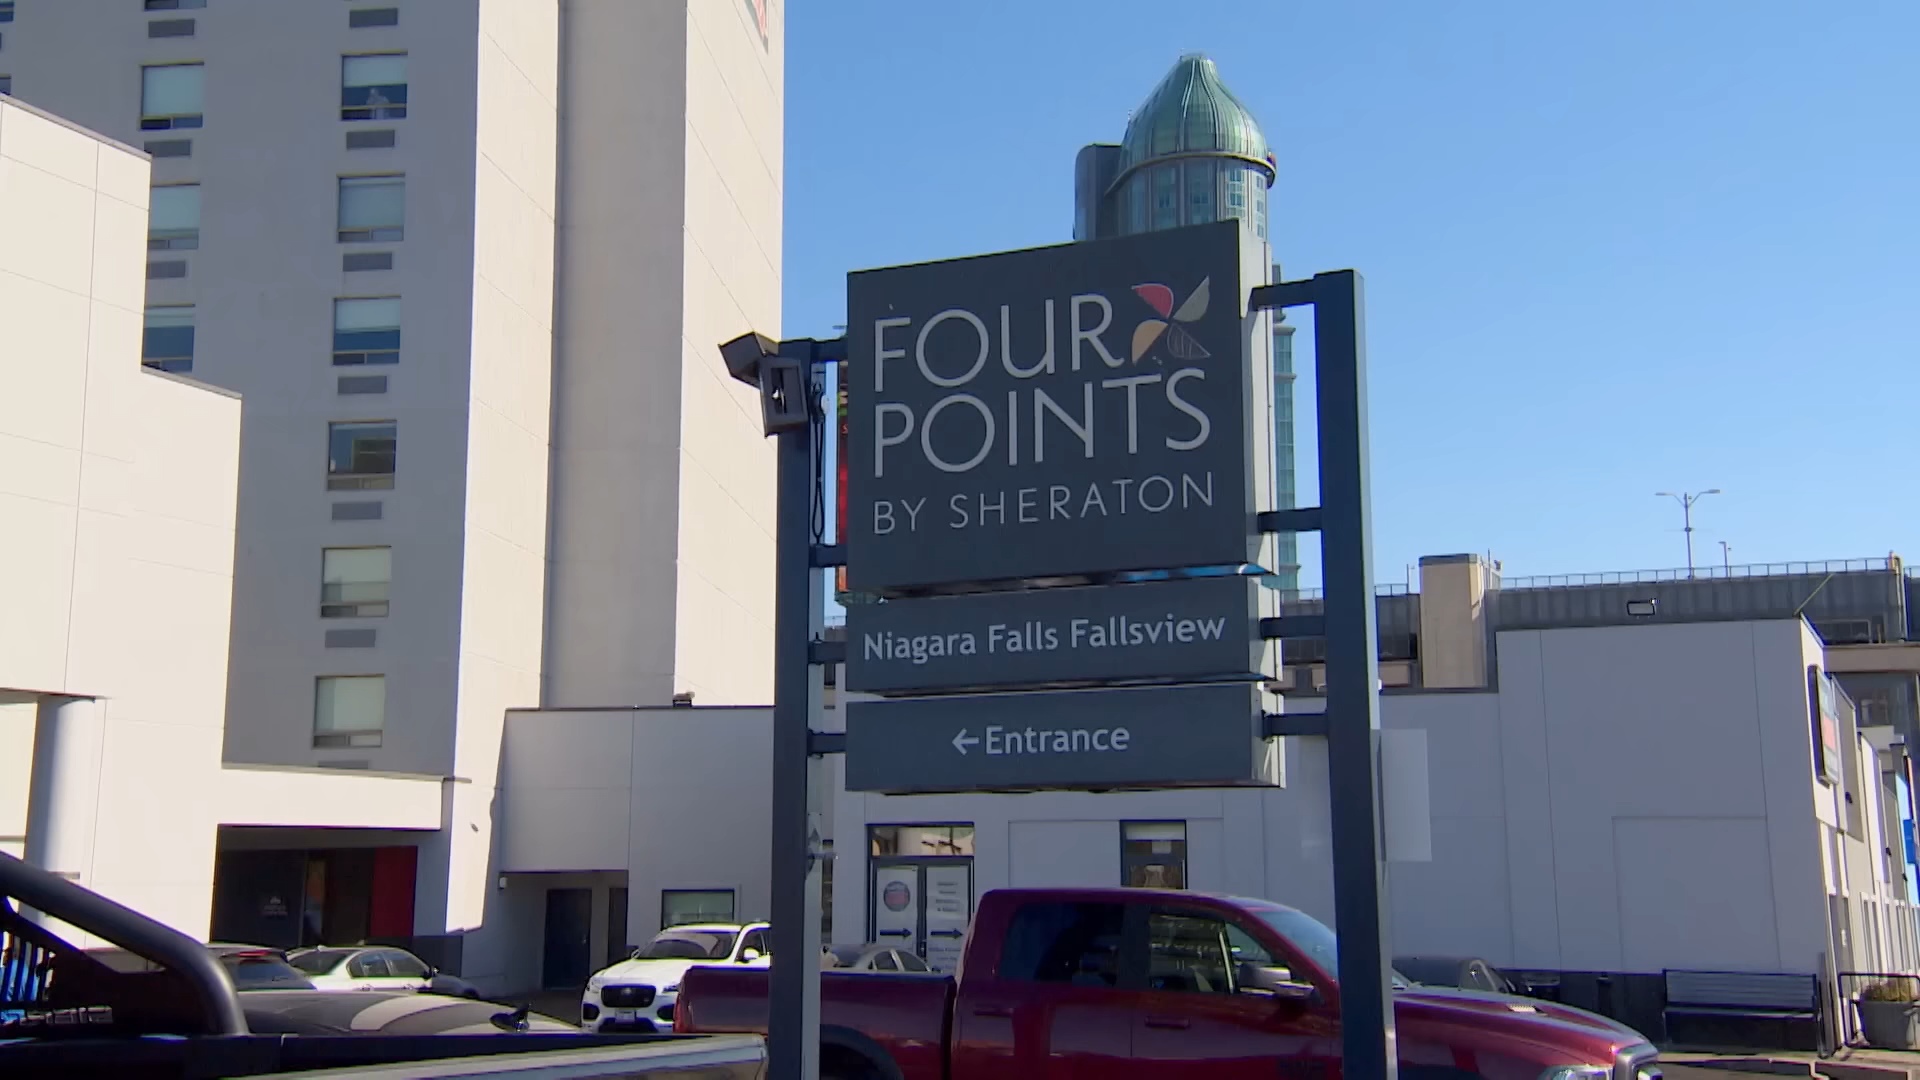 FOUR
POINTS
BY SHERATON
Niagara Falls Fallsview
←Entrance